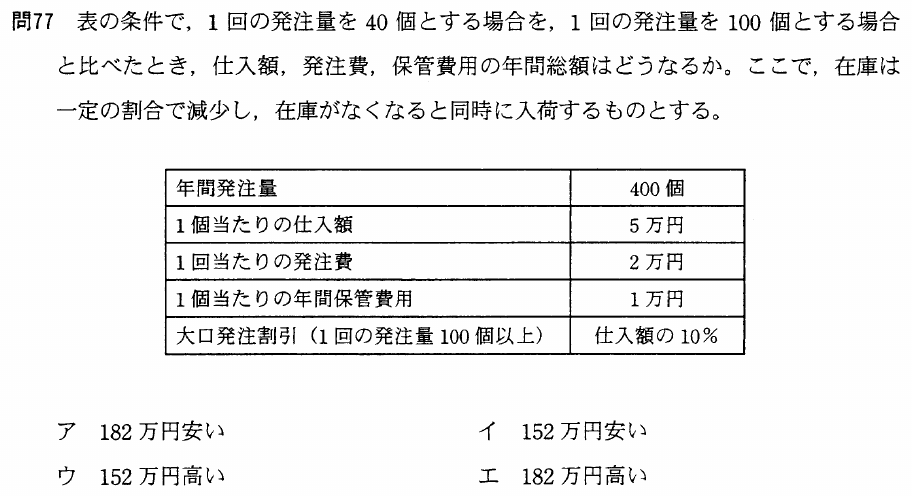 問77 表の条件で，1回の発注量を40個とする場合を，1回の発注量を100個とする場合
と比べたとき，仕入額，発注費，保管費用の年間総額はどうなるか。ここで，在庫は
一定の割合で減少し，在庫がなくなると同時に入荷するものとする。
年間発注量 400個
1個当たりの仕入額 5万円
1回当たりの発注費 2万円
1個当たりの年間保管費用 1万円
大口発注割引（1回の発注量100個以上） 仕入額の10％
ア 182万円安い イ 152万円安い
ウ 152万円高い エ 182万円高い